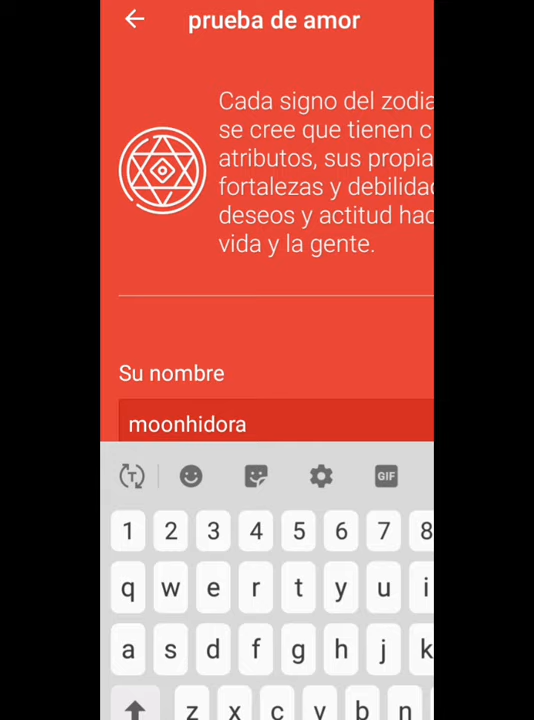 prueba de amor
Cada signo del zodia
se cree que tienen c
atributos, sus propia
fortalezas y debilidad
deseos y actitud hac
vida y la gente.
Su nombre
moonhidora
GIF
1 2 3 4 5 6 7 8
q w e r t y u i
a s d f g h j k
z x c v b n